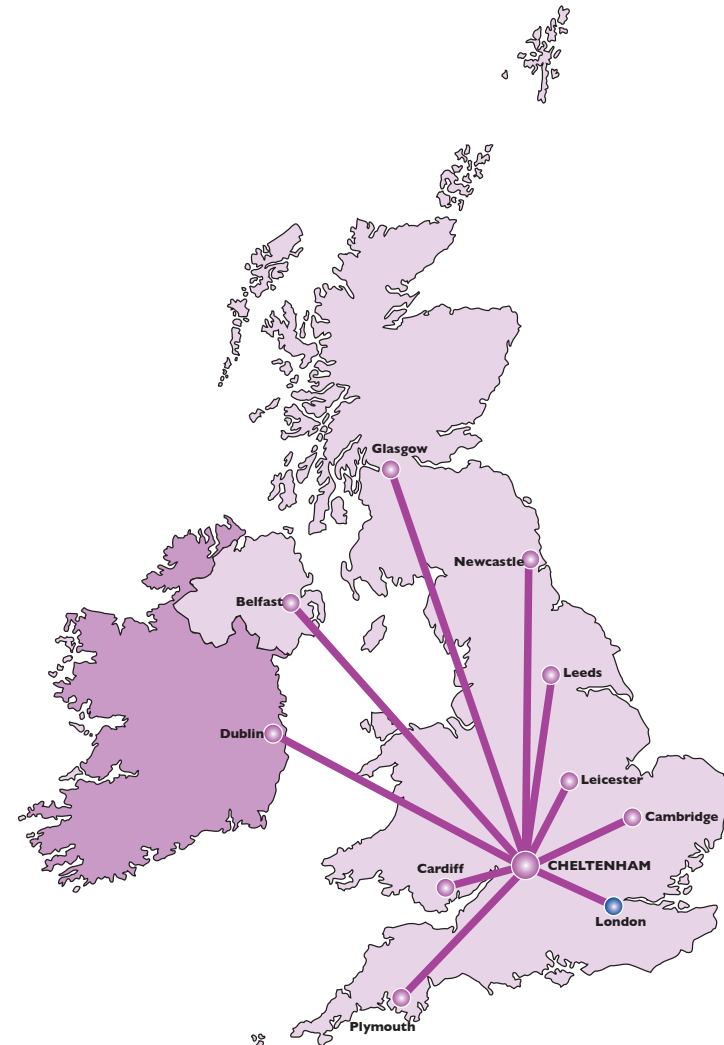 Glasgow
Newcastle
Belfast
Leeds
Dublin
Leicester
Cambridge
Cardiff
CHELTENHAM
London
Plymouth